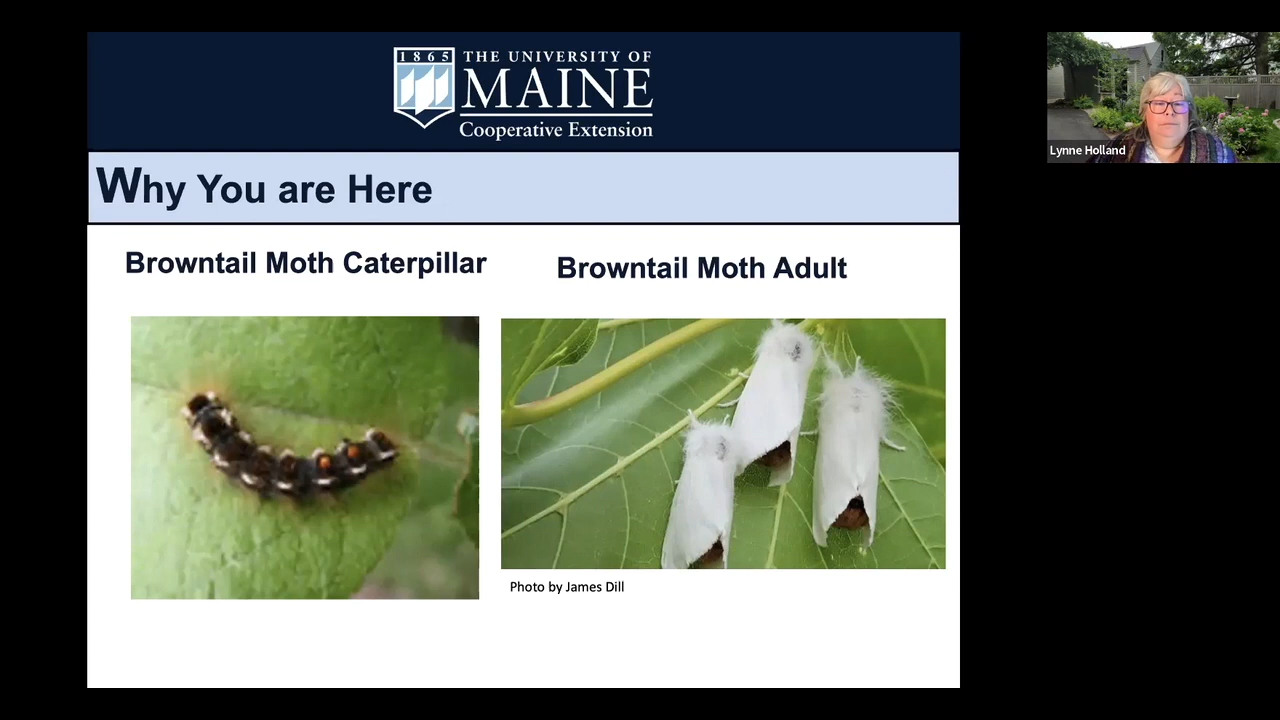 1865
THE UNIVERSITY OF
MAINE
Cooperative Extension
Lynne Holland
Why You are Here
Browntail Moth Caterpillar
Browntail Moth Adult
Photo by James Dill